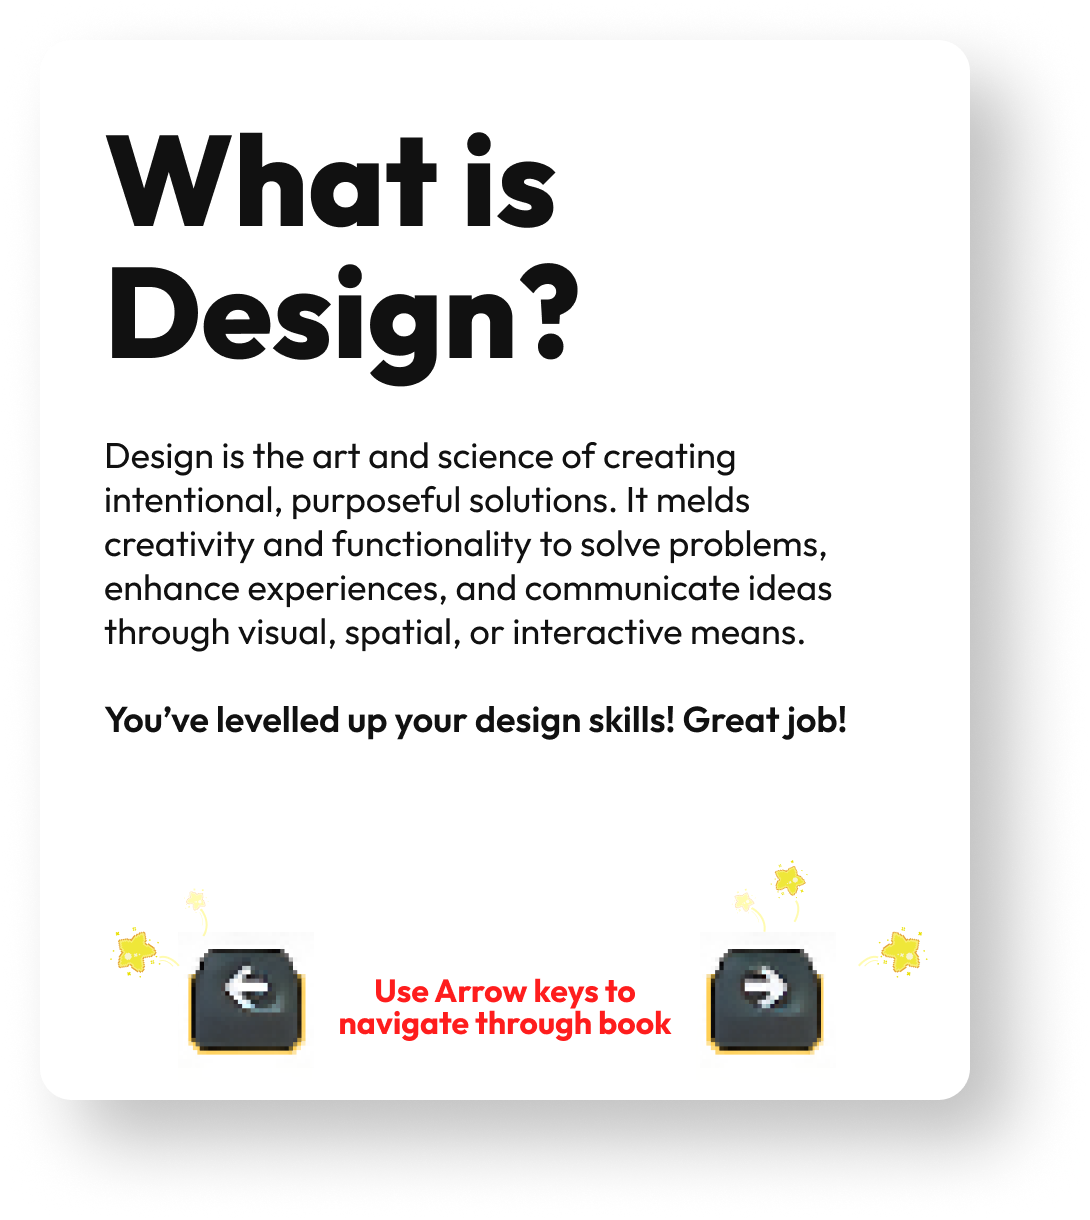 What is
Design?
Design is the art and science of creating
intentional, purposeful solutions. It melds
creativity and functionality to solve problems,
enhance experiences, and communicate ideas
through visual, spatial, or interactive means.
You’ve levelled up your design skills! Great job!
Use Arrow keys to
navigate through book